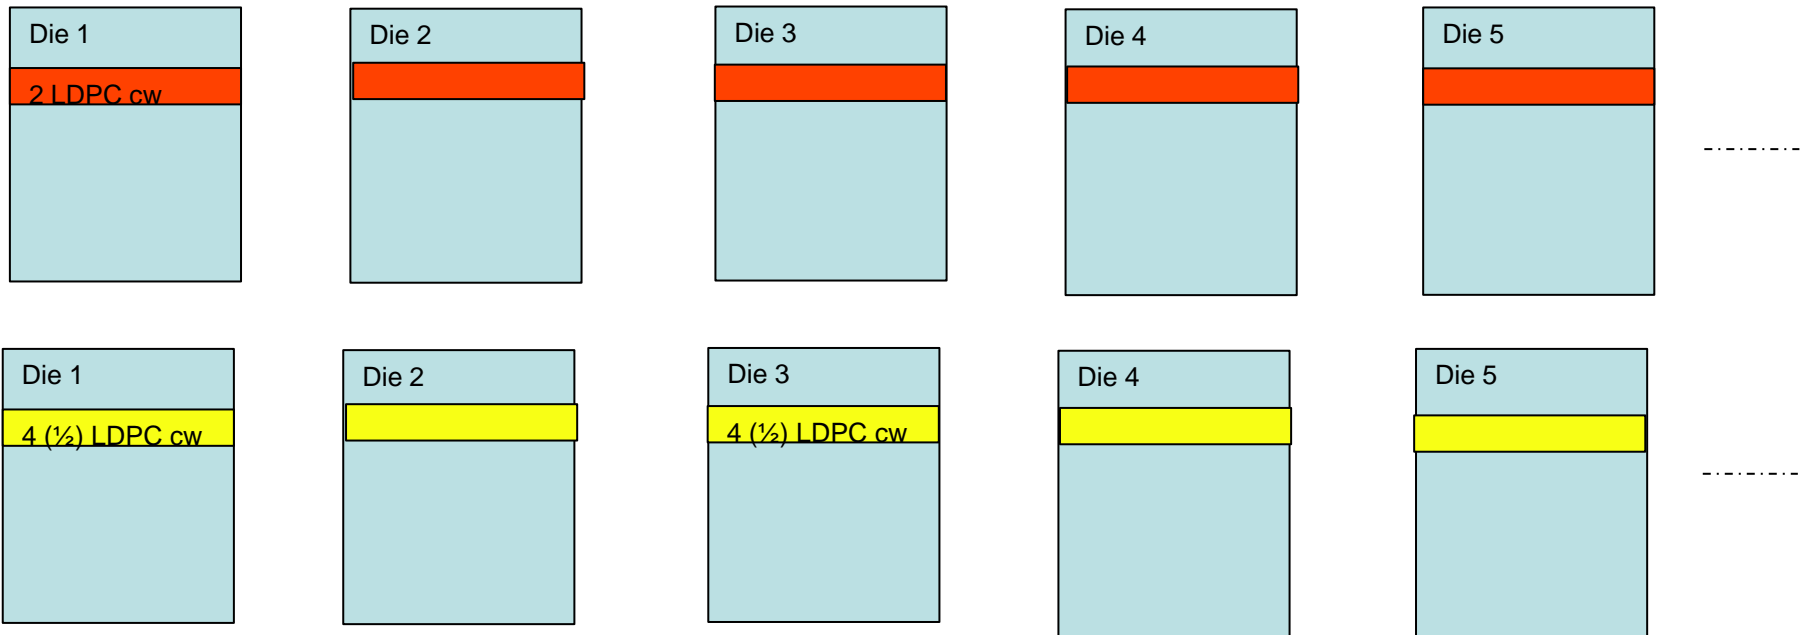 Die 1
Die 2
Die 3
Die 4
Die 5
2 LDPC cw
Die 1
Die 2
Die 3
Die 4
Die 5
4 (½) LDPC cw
4 (½) LDPC cw